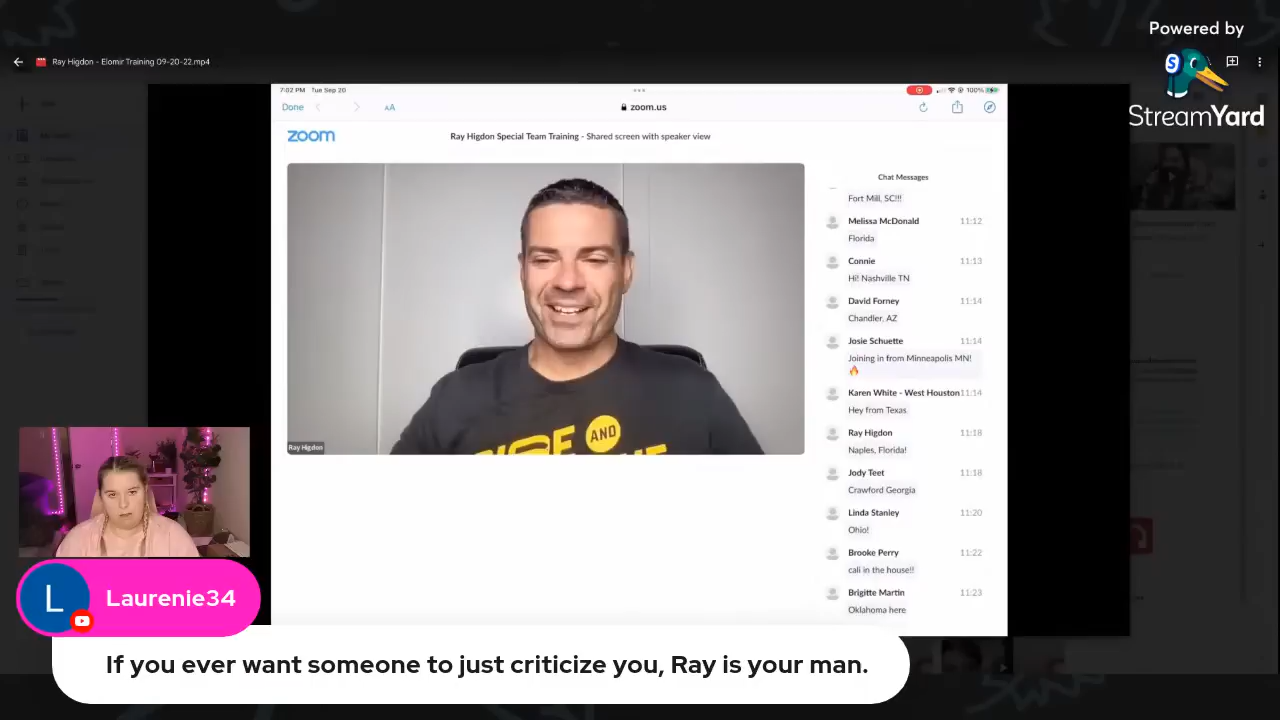 Powered by
StreamYard
Ray Higdon - Elomir Training 09-20-22.mp4
7:02 PM Tue Sep 20
100%
Done
AA
zoom.us
zoom
Ray Higdon Special Team Training - Shared screen with speaker view
Chat Messages
Fort Mill, SC!!!
Melissa McDonald 11:12
Florida
Connie 11:13
Hi! Nashville TN
David Forney 11:14
Chandler, AZ
Josie Schuette 11:14
Joining in from Minneapolis MN!
🔥
Karen White - West Houston 11:14
Hey from Texas
Ray Higdon 11:18
Naples, Florida!
Jody Teet 11:18
Crawford Georgia
Linda Stanley 11:20
Ohio!
Brooke Perry 11:22
cali in the house!!
Brigitte Martin 11:23
Oklahoma here
AND
Ray Higdon
L
Laurenie34
If you ever want someone to just criticize you, Ray is your man.